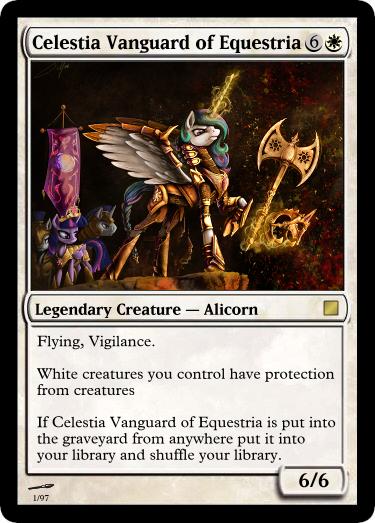 Celestia Vanguard of Equestria 6
Legendary Creature — Alicorn
Flying, Vigilance.
White creatures you control have protection
from creatures
If Celestia Vanguard of Equestria is put into
the graveyard from anywhere put it into
your library and shuffle your library.
6/6
1/97